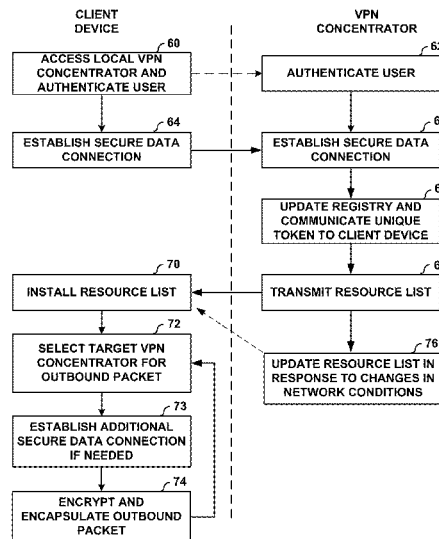 CLIENT
DEVICE
VPN
CONCENTRATOR
60
ACCESS LOCAL VPN
CONCENTRATOR AND
AUTHENTICATE USER
AUTHENTICATE USER
64
ESTABLISH SECURE DATA
CONNECTION
ESTABLISH SECURE DATA
CONNECTION
UPDATE REGISTRY AND
COMMUNICATE UNIQUE
TOKEN TO CLIENT DEVICE
70
INSTALL RESOURCE LIST
TRANSMIT RESOURCE LIST
72
SELECT TARGET VPN
CONCENTRATOR FOR
OUTBOUND PACKET
76
UPDATE RESOURCE LIST IN
RESPONSE TO CHANGES IN
NETWORK CONDITIONS
73
ESTABLISH ADDITIONAL
SECURE DATA CONNECTION
IF NEEDED
74
ENCRYPT AND
ENCAPSULATE OUTBOUND
PACKET